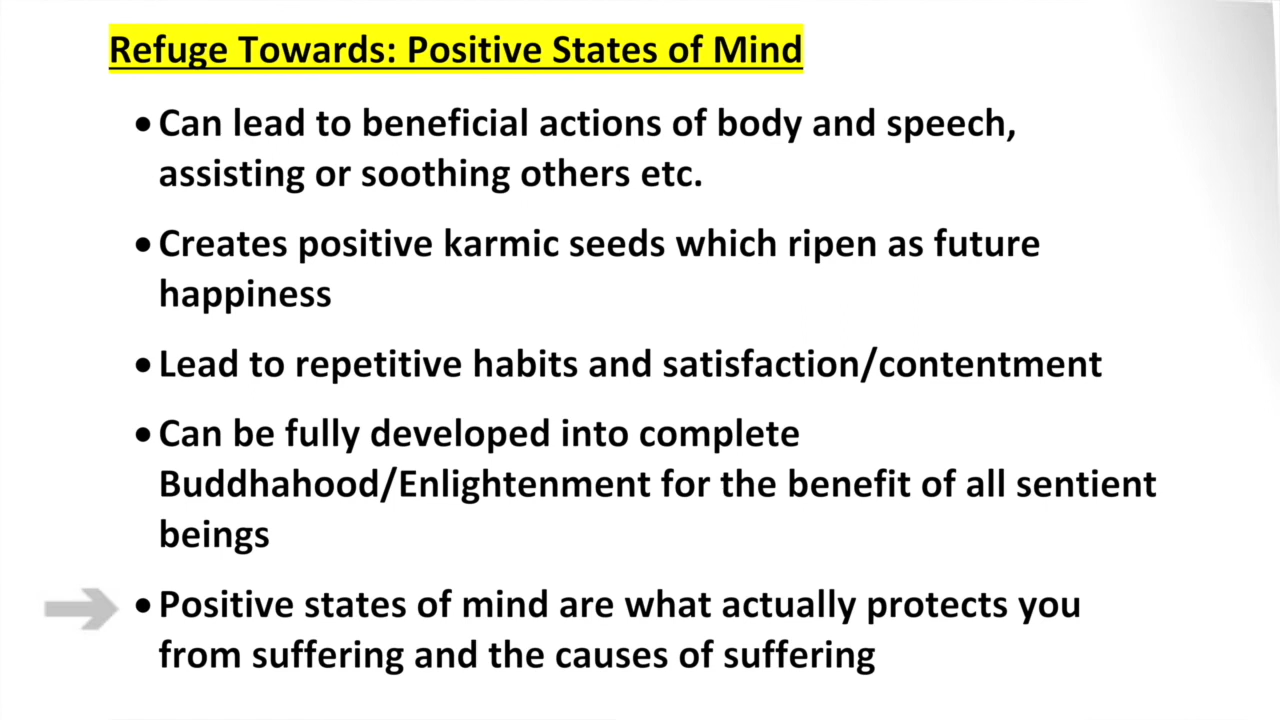 Refuge Towards: Positive States of Mind
• Can lead to beneficial actions of body and speech,
assisting or soothing others etc.
• Creates positive karmic seeds which ripen as future
happiness
• Lead to repetitive habits and satisfaction/contentment
• Can be fully developed into complete
Buddhahood/Enlightenment for the benefit of all sentient
beings
• Positive states of mind are what actually protects you
from suffering and the causes of suffering